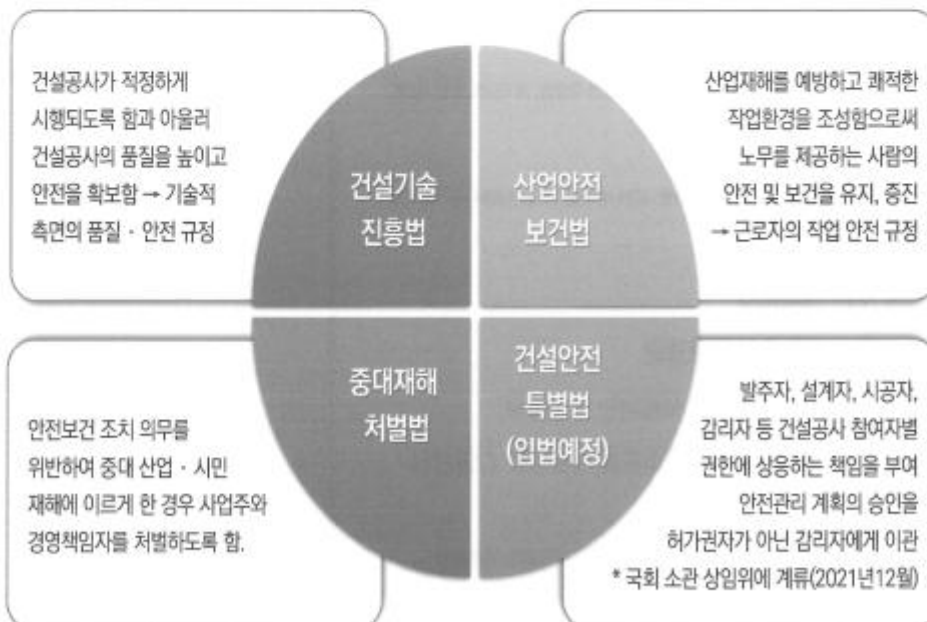 건설공사가 적정하게
시행되도록 함과 아울러
건설공사의 품질을 높이고
안전을 확보함 → 기술적
측면의 품질 · 안전 규정
건설기술
진흥법
산업안전
보건법
산업재해를 예방하고 쾌적한
작업환경을 조성함으로써
노무를 제공하는 사람의
안전 및 보건을 유지, 증진
→ 근로자의 작업 안전 규정
안전보건 조치 의무를
위반하여 중대 산업 · 시민
재해에 이르게 한 경우 사업주와
경영책임자를 처벌하도록 함.
중대재해
처벌법
건설안전
특별법
(입법예정)
발주자, 설계자, 시공자,
감리자 등 건설공사 참여자별
권한에 상응하는 책임을 부여
안전관리 계획의 승인을
허가권자가 아닌 감리자에게 이관
* 국회 소관 상임위에 계류(2021년12월)